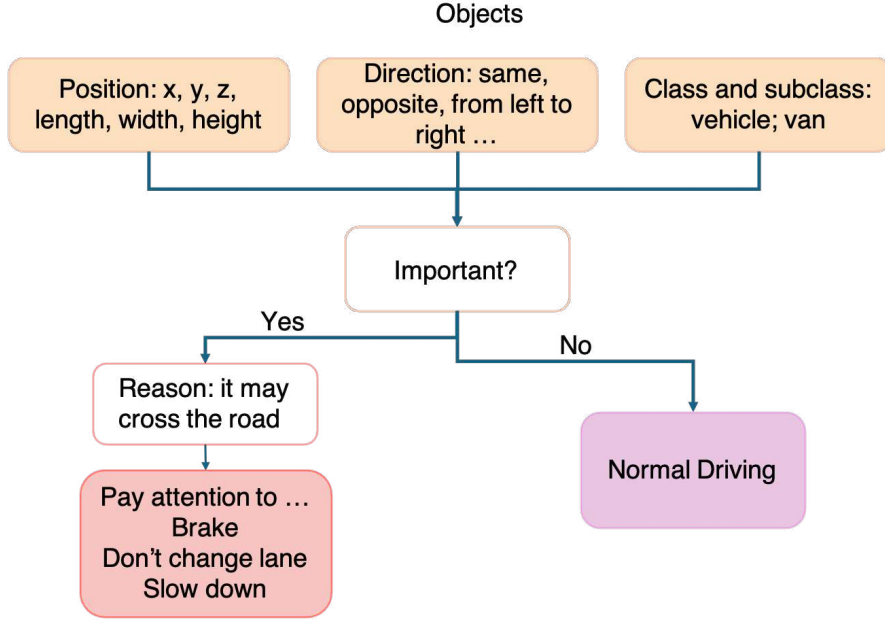 Objects
Position: x, y, z,
length, width, height
Direction: same,
opposite, from left to
right …
Class and subclass:
vehicle; van
Important?
Yes
No
Reason: it may
cross the road
Normal Driving
Pay attention to …
Brake
Don’t change lane
Slow down